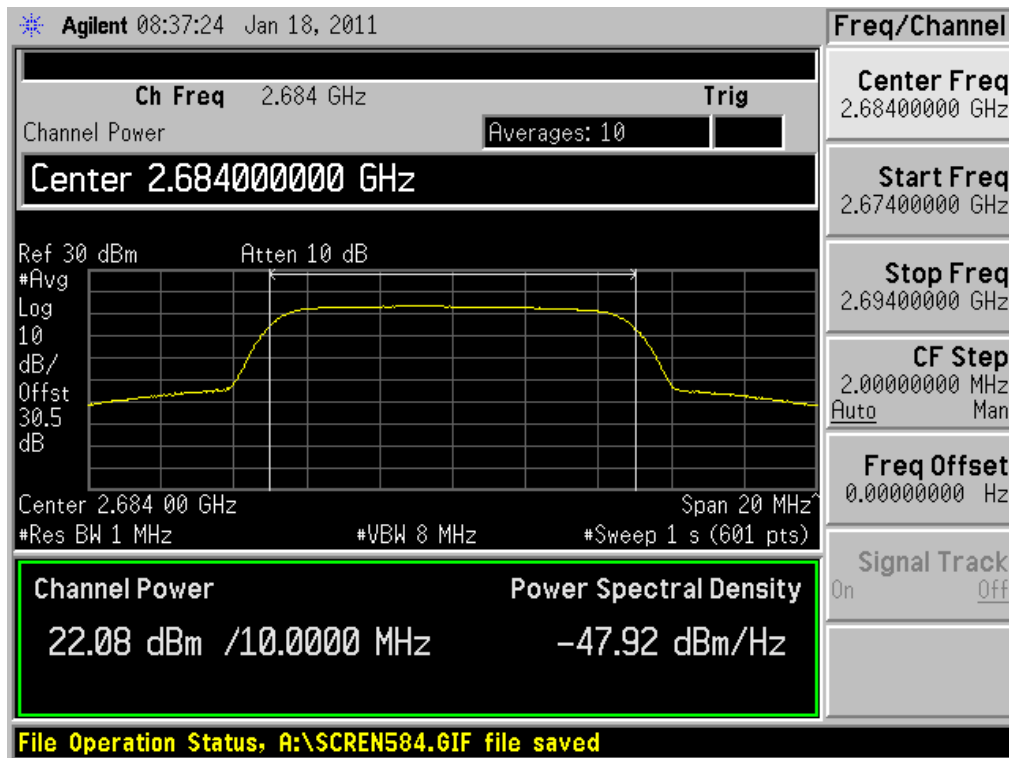 Agilent 08:37:24 Jan 18, 2011
Ch Freq 2.684 GHz Trig
Channel Power Averages: 10
Center 2.684000000 GHz
Ref 30 dBm Atten 10 dB
#Avg
Log
10
dB/
Offst
30.5
dB
Center 2.684 00 GHz Span 20 MHz^
#Res BW 1 MHz #VBW 8 MHz #Sweep 1 s (601 pts)
Channel Power Power Spectral Density
22.08 dBm /10.0000 MHz -47.92 dBm/Hz
File Operation Status, A:\SCREN584.GIF file saved
Freq/Channel
Center Freq
2.68400000 GHz
Start Freq
2.67400000 GHz
Stop Freq
2.69400000 GHz
CF Step
2.00000000 MHz
Auto Man
Freq Offset
0.00000000 Hz
Signal Track
On Off